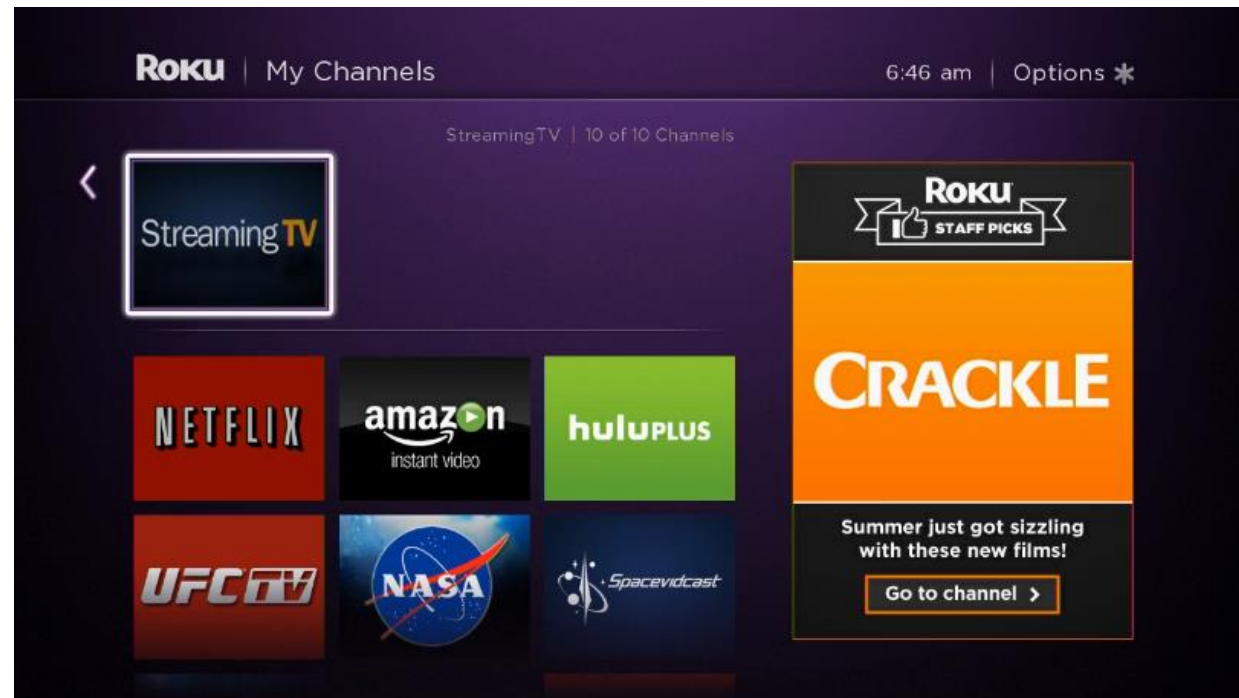 Roku | My Channels
6:46 am | Options *
StreamingTV | 10 of 10 Channels
Streaming TV
NETFLIX
amazon
instant video
huluPLUS
UFC TV
NASA
Spacevidcast
Roku
STAFF PICKS
CRACKLE
Summer just got sizzling
with these new films!
Go to channel >